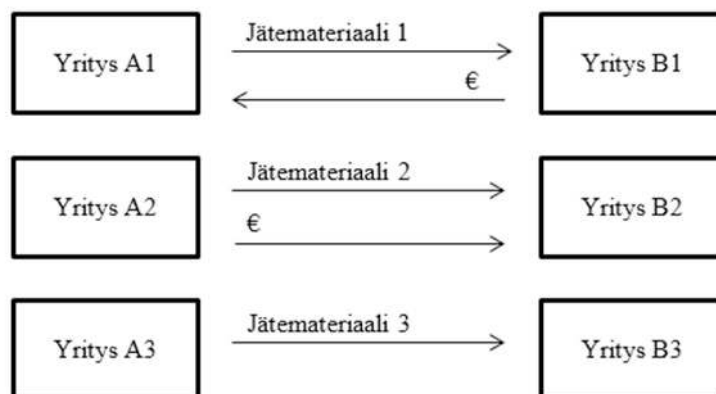 Jätemateriaali 1
Yritys A1
Yritys B1
€
Jätemateriaali 2
Yritys A2
Yritys B2
€
Jätemateriaali 3
Yritys A3
Yritys B3